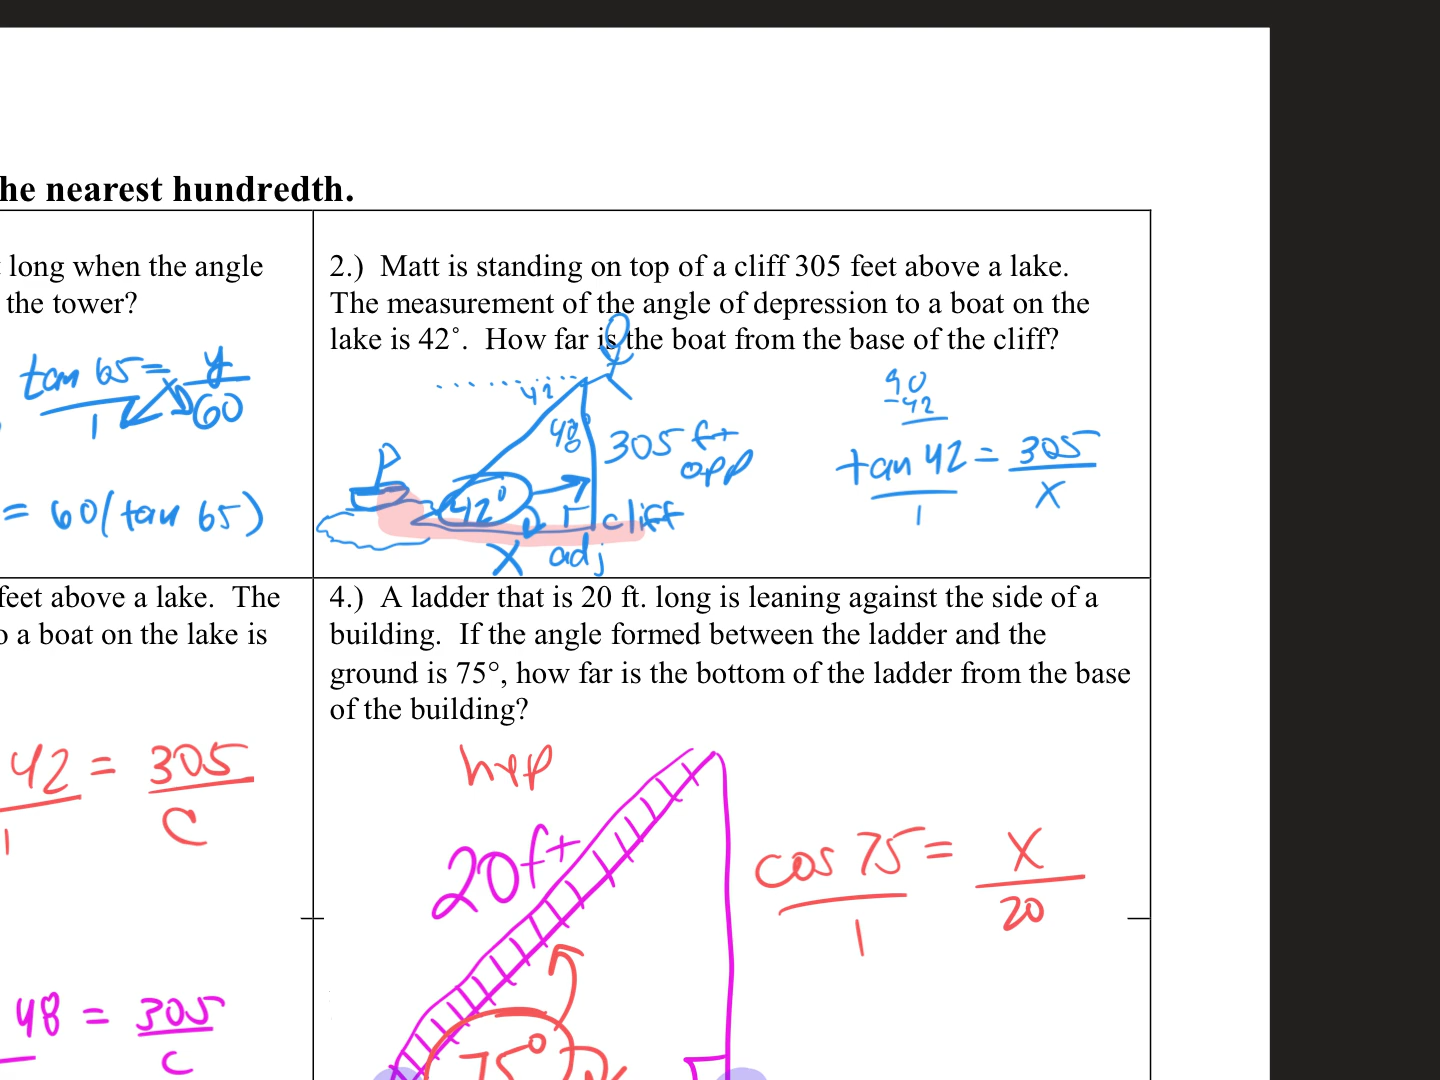 he nearest hundredth.
long when the angle
the tower?
tan 65 = y
1 60
= 60(tan 65)
2.) Matt is standing on top of a cliff 305 feet above a lake.
The measurement of the angle of depression to a boat on the
lake is 42˚. How far is the boat from the base of the cliff?
42
48
305 ft
opp
42°
cliff
x adj
90
-42
tan 42 = 305
1 x
feet above a lake. The
o a boat on the lake is
42 = 305
1 C
48 = 305
C
4.) A ladder that is 20 ft. long is leaning against the side of a
building. If the angle formed between the ladder and the
ground is 75°, how far is the bottom of the ladder from the base
of the building?
hyp
20ft
cos 75 = x
1 20
75°